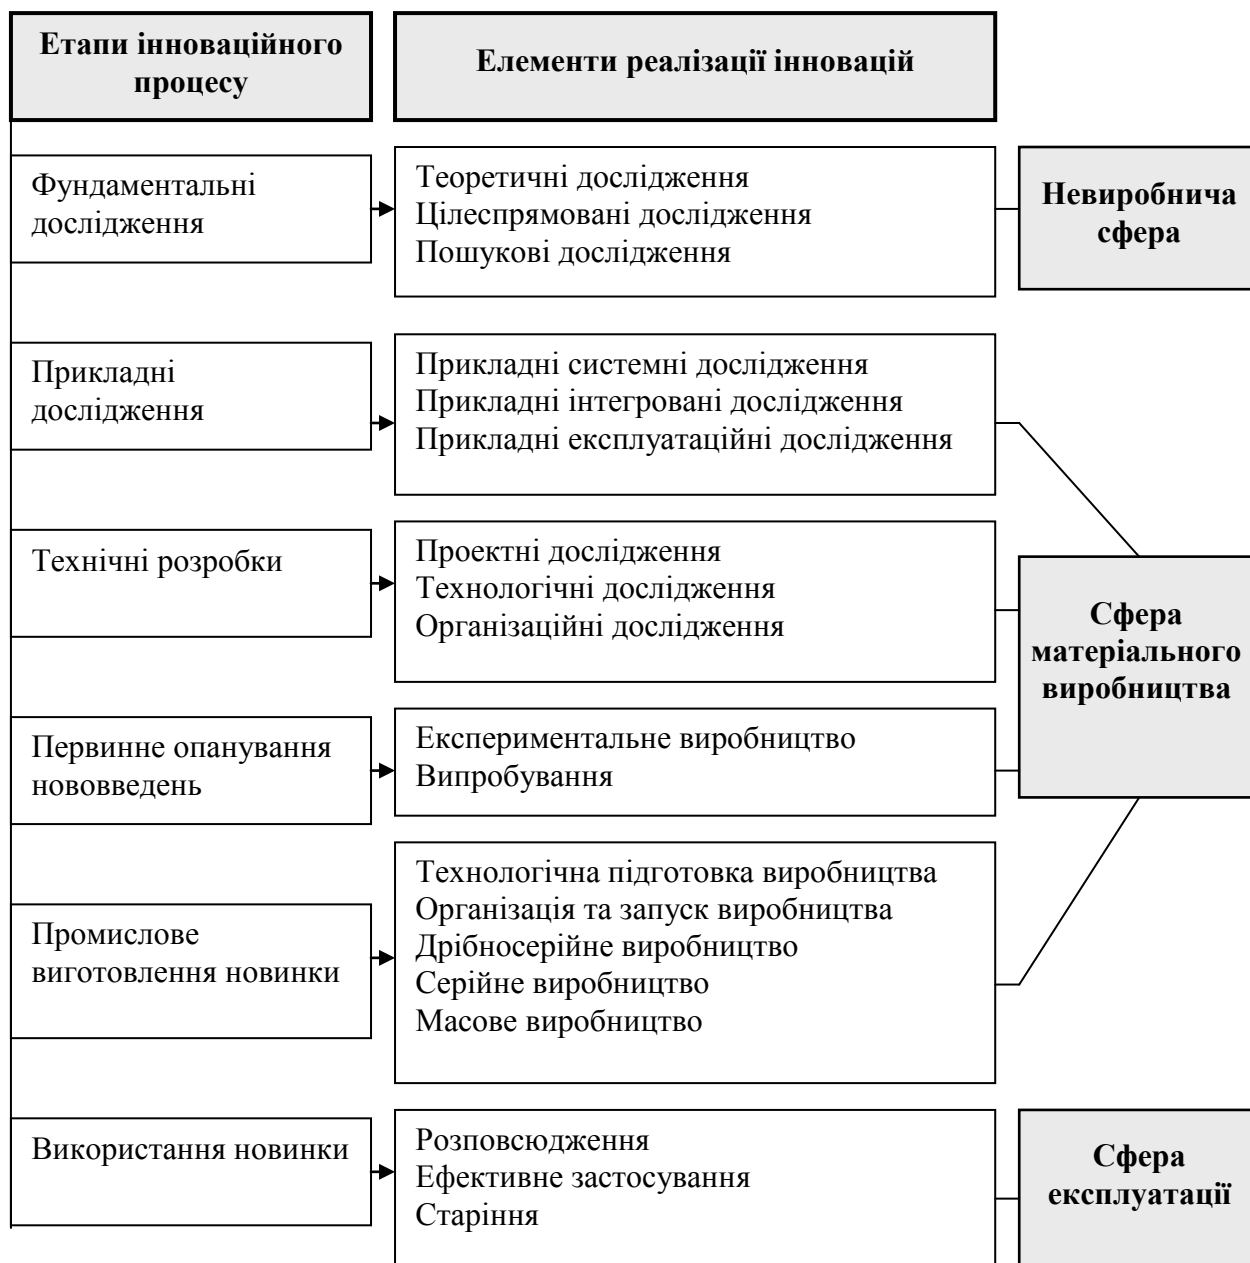 Етапи інноваційного
процесу
Елементи реалізації інновацій
Фундаментальні
дослідження
Теоретичні дослідження
Цілеспрямовані дослідження
Пошукові дослідження
Невиробнича
сфера
Прикладні
дослідження
Прикладні системні дослідження
Прикладні інтегровані дослідження
Прикладні експлуатаційні дослідження
Технічні розробки
Проектні дослідження
Технологічні дослідження
Організаційні дослідження
Сфера
матеріального
виробництва
Первинне опанування
нововведень
Експериментальне виробництво
Випробування
Промислове
виготовлення новинки
Технологічна підготовка виробництва
Організація та запуск виробництва
Дрібносерійне виробництво
Серійне виробництво
Масове виробництво
Використання новинки
Розповсюдження
Ефективне застосування
Старіння
Сфера
експлуатації